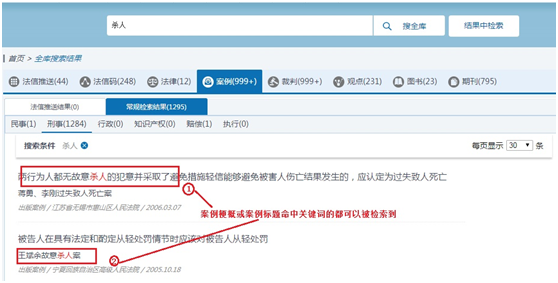 杀人
搜全库
结果中检索
首页 > 全库搜索结果
法信推送(44) 法信码(248) 法律(12) 案例(999+) 裁判(999+) 观点(231) 图书(23) 期刊(795)
法信推送结果(0) 常规检索结果(1295)
民事(1) 刑事(1284) 行政(0) 知识产权(0) 赔偿(1) 执行(0)
搜索条件 杀人 每页显示 30 条
两行为人都无故意杀人的犯意并采取了避免措施轻信能够避免被害人伤亡结果发生的，应认定为过失致人死亡
蒋勇、李刚过失致人死亡案
出版案例 / 江苏省无锡市惠山区人民法院 / 2006.03.07
1
案例梗概或案例标题命中关键词的都可以被检索到
被告人在具有法定和酌定从轻处罚情节时应该对被告人从轻处罚
王斌余故意杀人案
2
出版案例 / 宁夏回族自治区高级人民法院 / 2005.10.18